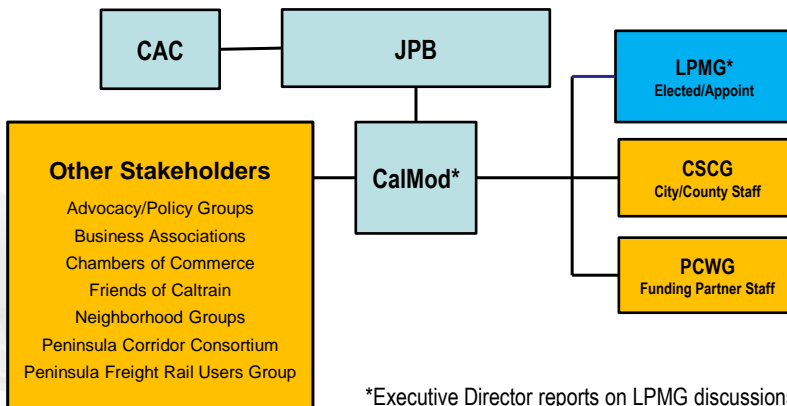 CAC
JPB
LPMG*
Elected/Appoint
Other Stakeholders
Advocacy/Policy Groups
Business Associations
Chambers of Commerce
Friends of Caltrain
Neighborhood Groups
Peninsula Corridor Consortium
Peninsula Freight Rail Users Group
CalMod*
CSCG
City/County Staff
PCWG
Funding Partner Staff
*Executive Director reports on LPMG discussions